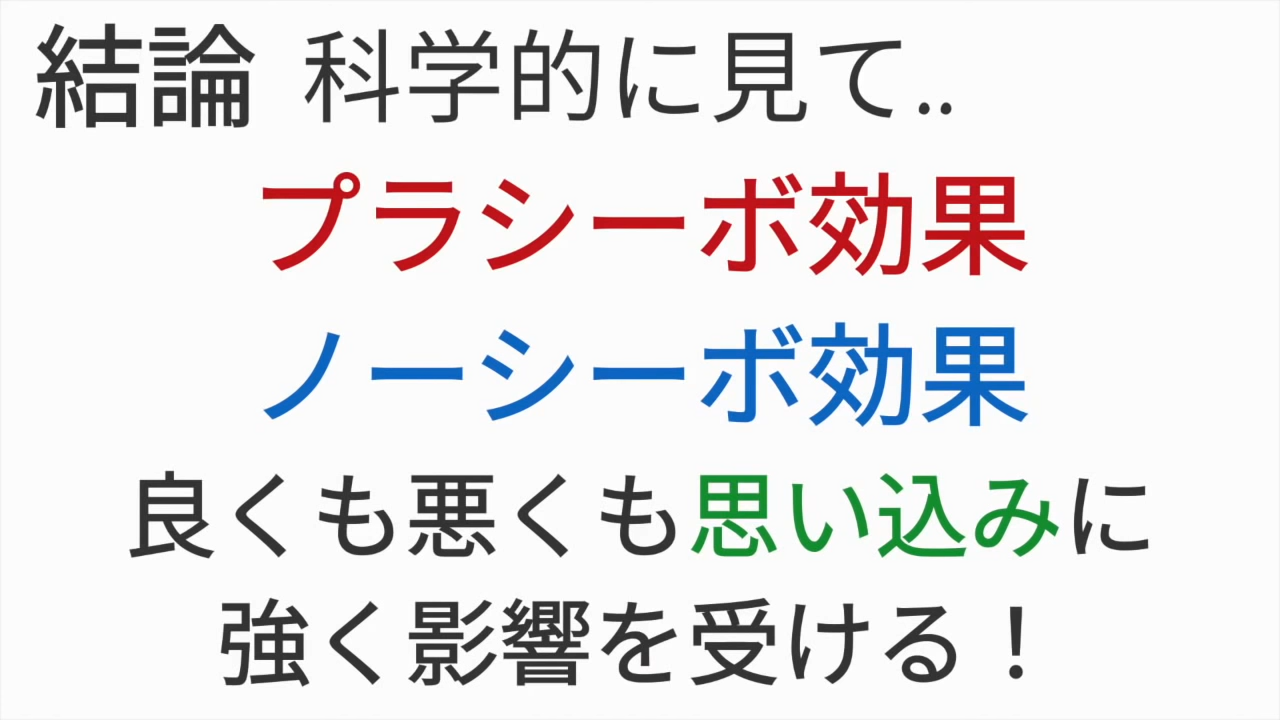 結論 科学的に見て..
プラシーボ効果
ノーシーボ効果
良くも悪くも思い込みに
強く影響を受ける！